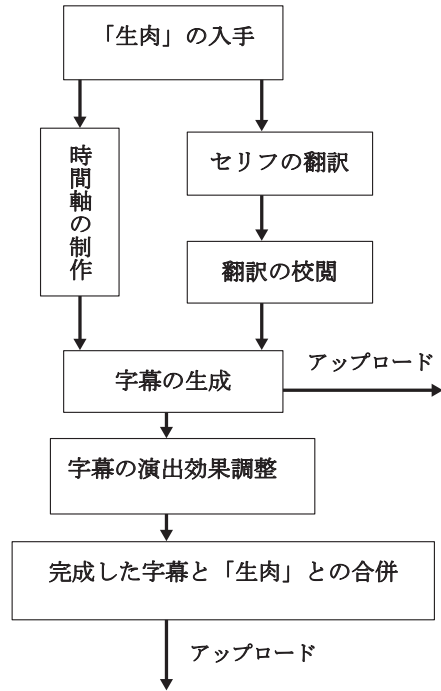 「生肉」の入手
時間軸の制作
セリフの翻訳
翻訳の校閲
字幕の生成
アップロード
字幕の演出効果調整
完成した字幕と「生肉」との合併
アップロード